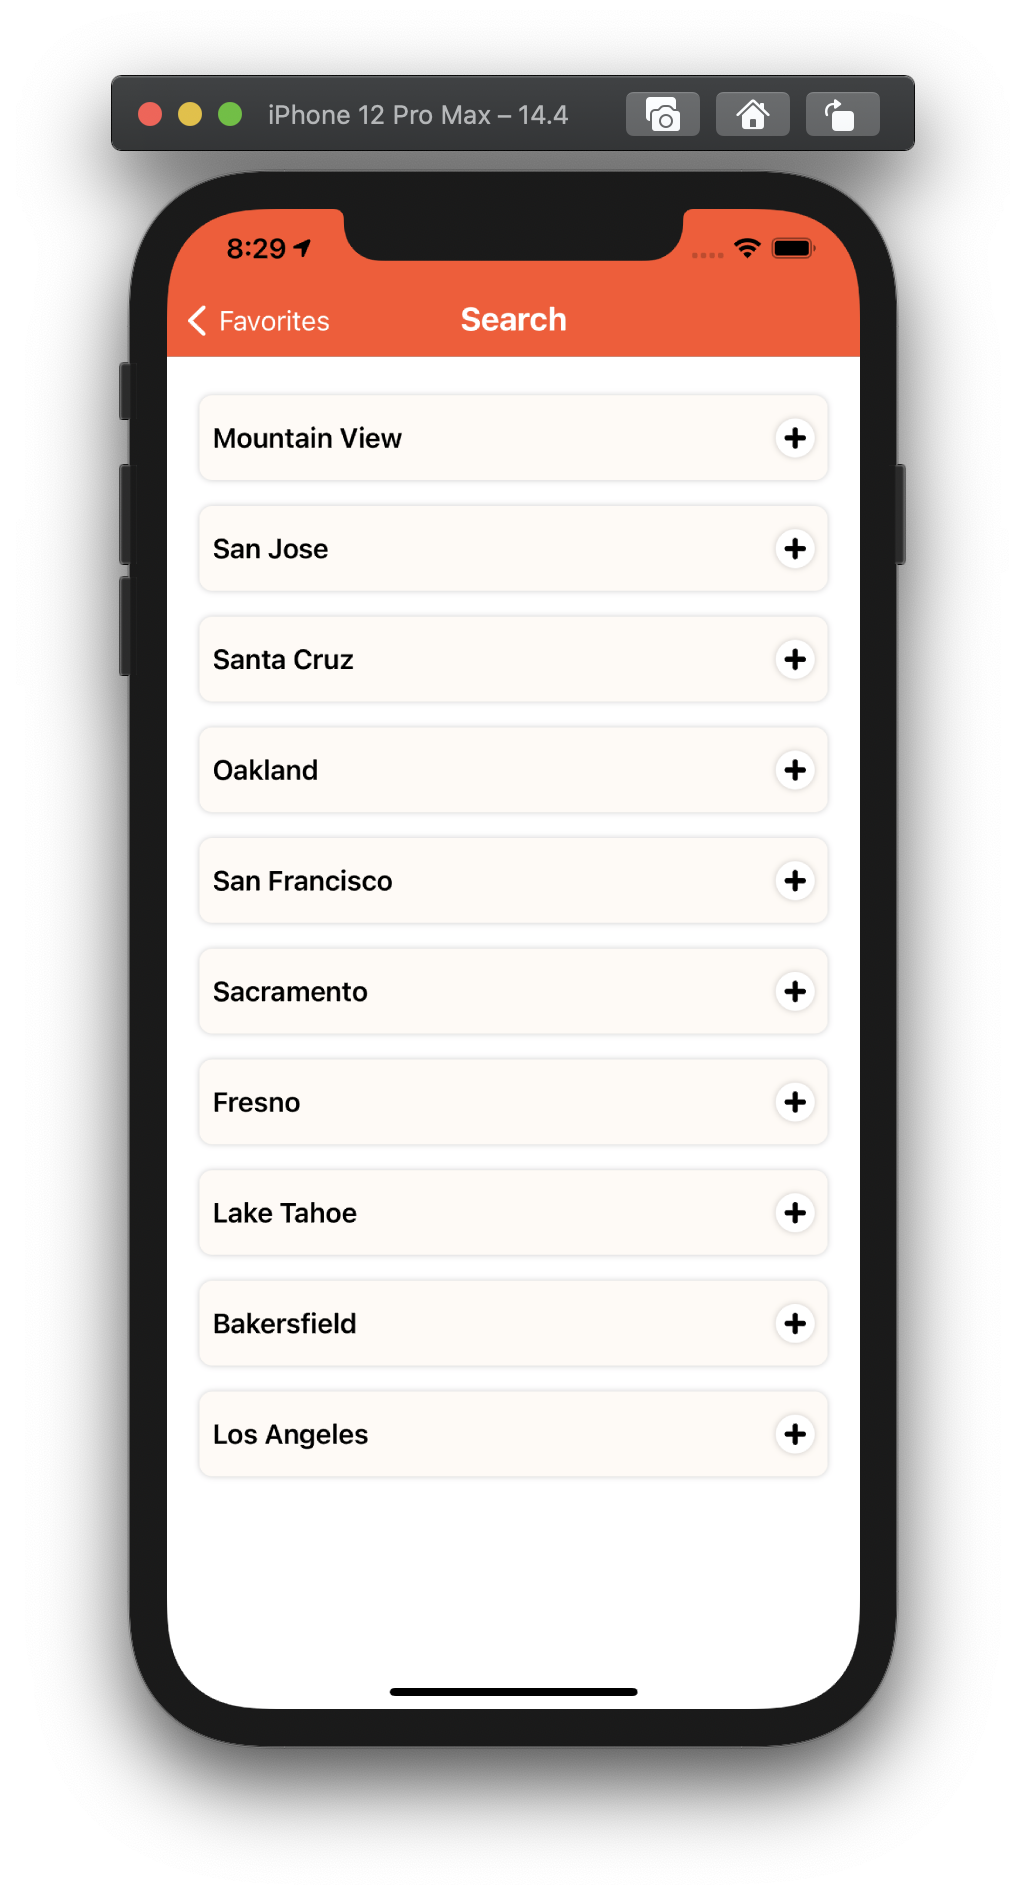 iPhone 12 Pro Max – 14.4
8:29
Favorites
Search
Mountain View
San Jose
Santa Cruz
Oakland
San Francisco
Sacramento
Fresno
Lake Tahoe
Bakersfield
Los Angeles